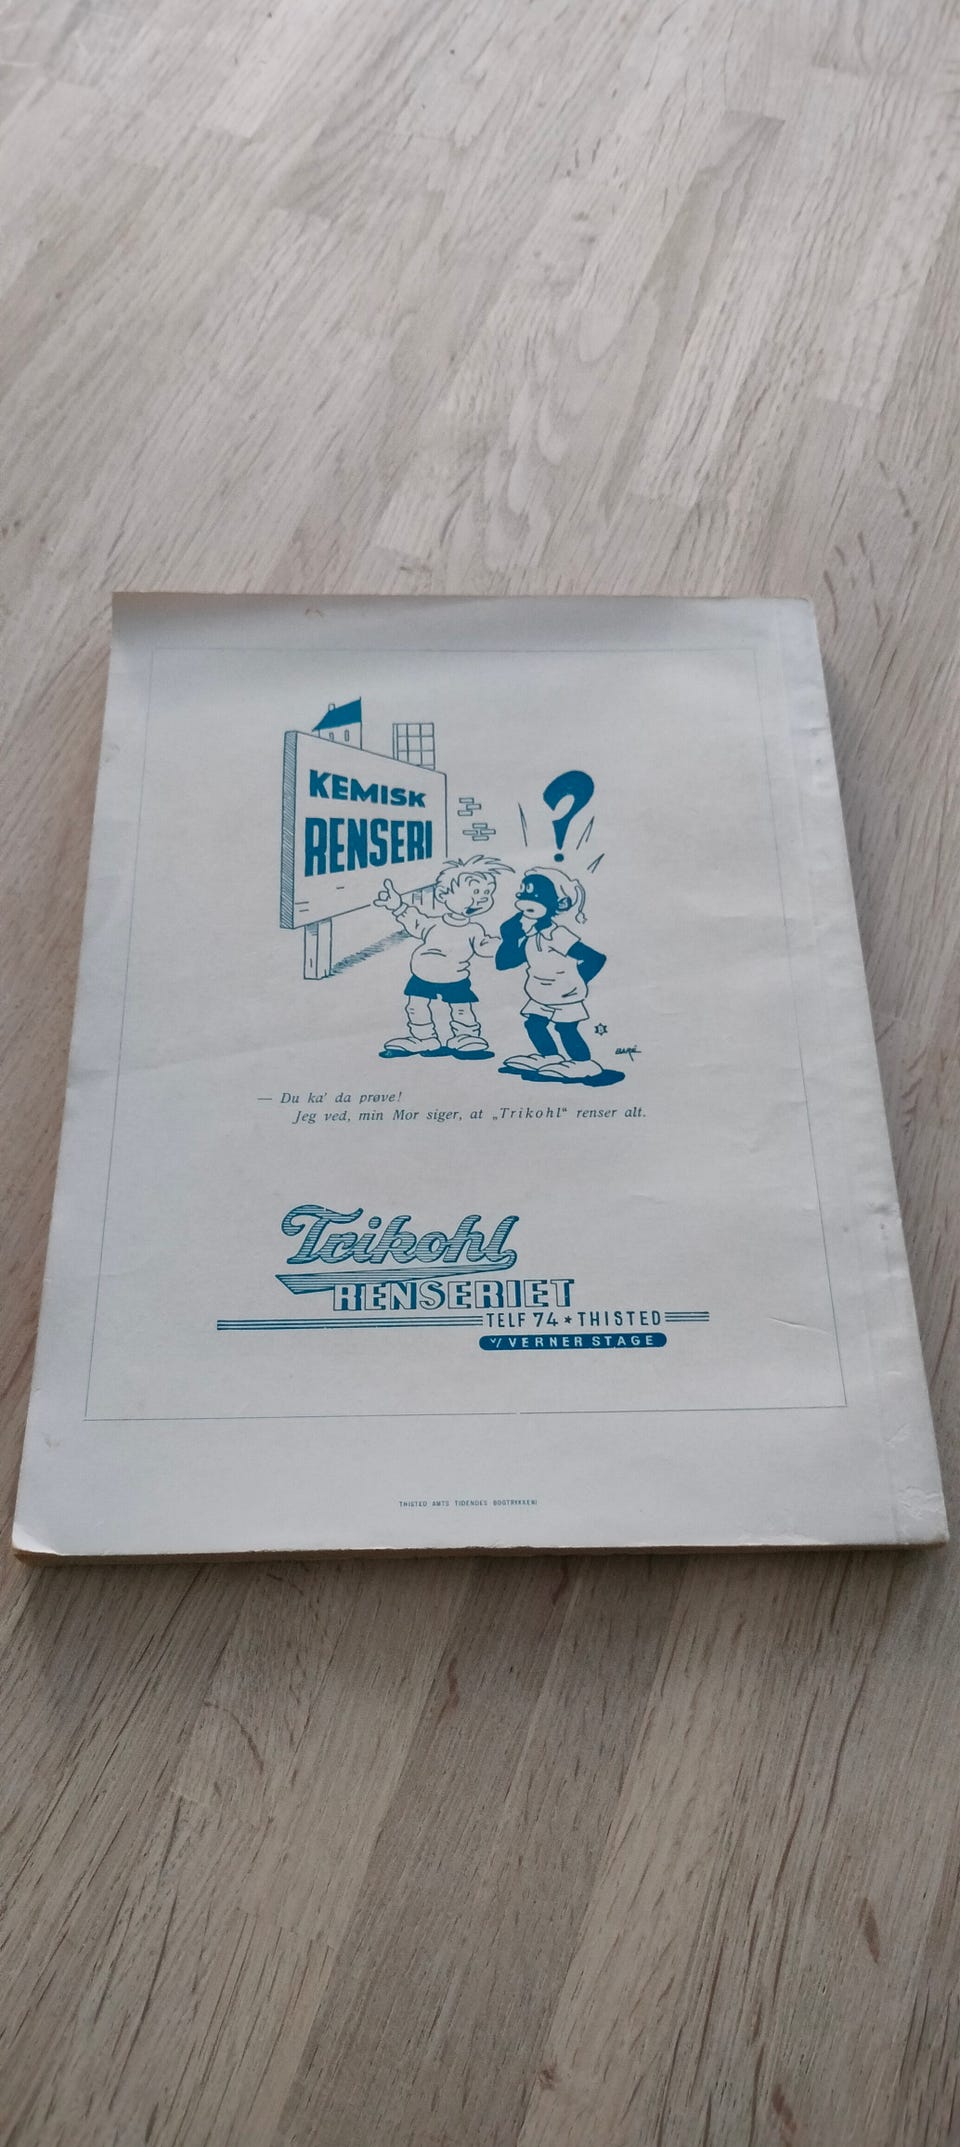 KEMISK
RENSERI
?
— Du ka' da prøve!
Jeg ved, min Mor siger, at „Trikohl“ renser alt.
Trikohl
RENSERIET
TELF 74 ★ THISTED
v/ VERNER STAGE
THISTED AMTS TIDENDES BOGTRYKKERI